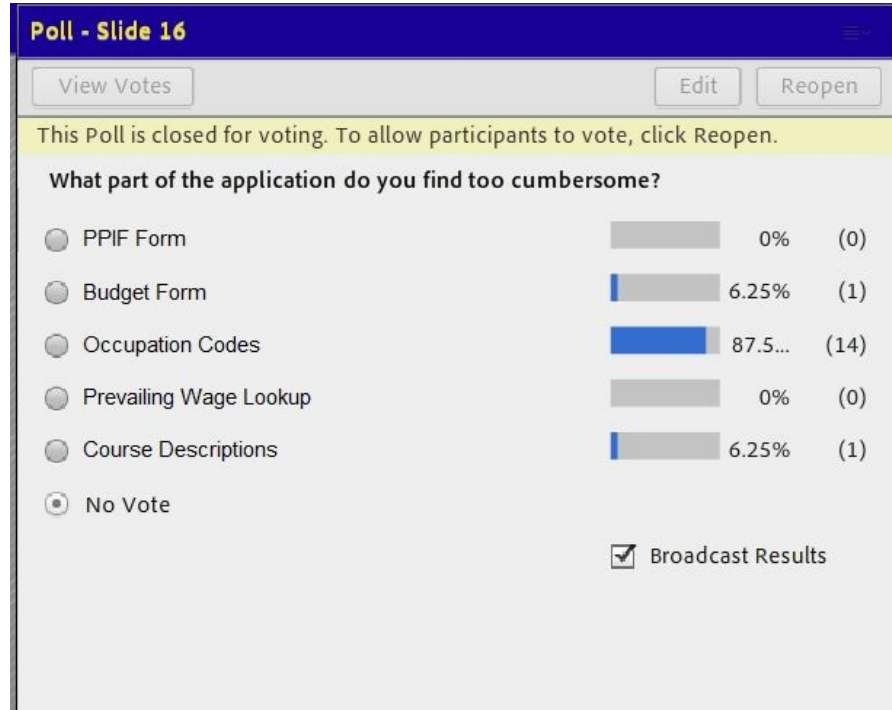 Poll - Slide 16
View Votes Edit Reopen
This Poll is closed for voting. To allow participants to vote, click Reopen.
What part of the application do you find too cumbersome?
PPIF Form 0% (0)
Budget Form 6.25% (1)
Occupation Codes 87.5... (14)
Prevailing Wage Lookup 0% (0)
Course Descriptions 6.25% (1)
No Vote
Broadcast Results